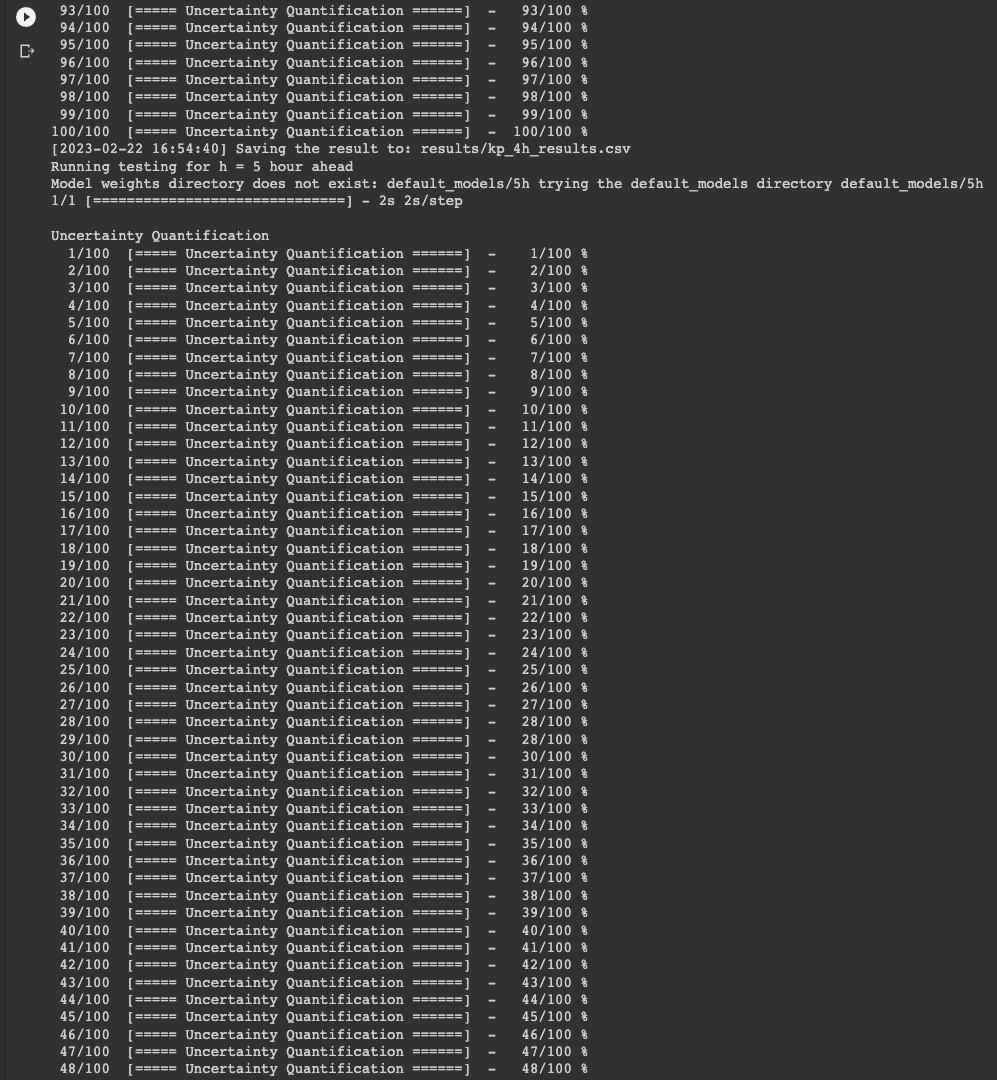 93/100 [===== Uncertainty Quantification ======] - 93/100 %
94/100 [===== Uncertainty Quantification ======] - 94/100 %
95/100 [===== Uncertainty Quantification ======] - 95/100 %
96/100 [===== Uncertainty Quantification ======] - 96/100 %
97/100 [===== Uncertainty Quantification ======] - 97/100 %
98/100 [===== Uncertainty Quantification ======] - 98/100 %
99/100 [===== Uncertainty Quantification ======] - 99/100 %
100/100 [===== Uncertainty Quantification ======] - 100/100 %
[2023-02-22 16:54:40] Saving the result to: results/kp_4h_results.csv
Running testing for h = 5 hour ahead
Model weights directory does not exist: default_models/5h trying the default_models directory default_models/5h
1/1 [==============================] - 2s 2s/step
Uncertainty Quantification
1/100 [===== Uncertainty Quantification ======] - 1/100 %
2/100 [===== Uncertainty Quantification ======] - 2/100 %
3/100 [===== Uncertainty Quantification ======] - 3/100 %
4/100 [===== Uncertainty Quantification ======] - 4/100 %
5/100 [===== Uncertainty Quantification ======] - 5/100 %
6/100 [===== Uncertainty Quantification ======] - 6/100 %
7/100 [===== Uncertainty Quantification ======] - 7/100 %
8/100 [===== Uncertainty Quantification ======] - 8/100 %
9/100 [===== Uncertainty Quantification ======] - 9/100 %
10/100 [===== Uncertainty Quantification ======] - 10/100 %
11/100 [===== Uncertainty Quantification ======] - 11/100 %
12/100 [===== Uncertainty Quantification ======] - 12/100 %
13/100 [===== Uncertainty Quantification ======] - 13/100 %
14/100 [===== Uncertainty Quantification ======] - 14/100 %
15/100 [===== Uncertainty Quantification ======] - 15/100 %
16/100 [===== Uncertainty Quantification ======] - 16/100 %
17/100 [===== Uncertainty Quantification ======] - 17/100 %
18/100 [===== Uncertainty Quantification ======] - 18/100 %
19/100 [===== Uncertainty Quantification ======] - 19/100 %
20/100 [===== Uncertainty Quantification ======] - 20/100 %
21/100 [===== Uncertainty Quantification ======] - 21/100 %
22/100 [===== Uncertainty Quantification ======] - 22/100 %
23/100 [===== Uncertainty Quantification ======] - 23/100 %
24/100 [===== Uncertainty Quantification ======] - 24/100 %
25/100 [===== Uncertainty Quantification ======] - 25/100 %
26/100 [===== Uncertainty Quantification ======] - 26/100 %
27/100 [===== Uncertainty Quantification ======] - 27/100 %
28/100 [===== Uncertainty Quantification ======] - 28/100 %
29/100 [===== Uncertainty Quantification ======] - 28/100 %
30/100 [===== Uncertainty Quantification ======] - 30/100 %
31/100 [===== Uncertainty Quantification ======] - 31/100 %
32/100 [===== Uncertainty Quantification ======] - 32/100 %
33/100 [===== Uncertainty Quantification ======] - 33/100 %
34/100 [===== Uncertainty Quantification ======] - 34/100 %
35/100 [===== Uncertainty Quantification ======] - 35/100 %
36/100 [===== Uncertainty Quantification ======] - 36/100 %
37/100 [===== Uncertainty Quantification ======] - 37/100 %
38/100 [===== Uncertainty Quantification ======] - 38/100 %
39/100 [===== Uncertainty Quantification ======] - 39/100 %
40/100 [===== Uncertainty Quantification ======] - 40/100 %
41/100 [===== Uncertainty Quantification ======] - 41/100 %
42/100 [===== Uncertainty Quantification ======] - 42/100 %
43/100 [===== Uncertainty Quantification ======] - 43/100 %
44/100 [===== Uncertainty Quantification ======] - 44/100 %
45/100 [===== Uncertainty Quantification ======] - 45/100 %
46/100 [===== Uncertainty Quantification ======] - 46/100 %
47/100 [===== Uncertainty Quantification ======] - 47/100 %
48/100 [===== Uncertainty Quantification ======] - 48/100 %